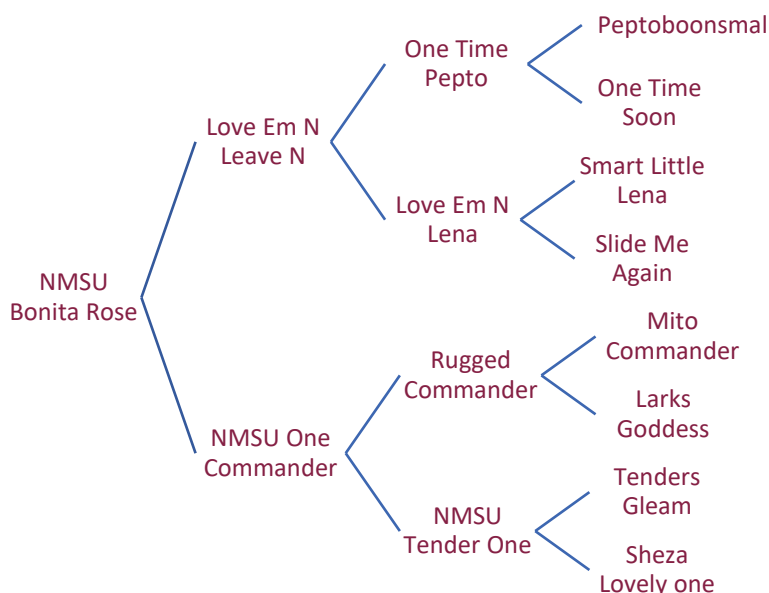 Peptoboonsmal
One Time
Pepto
One Time
Soon
Love Em N
Leave N
Smart Little
Lena
Love Em N
Lena
Slide Me
Again
NMSU
Bonita Rose
Mito
Commander
Rugged
Commander
Larks
Goddess
NMSU One
Commander
Tenders
Gleam
NMSU
Tender One
Sheza
Lovely one